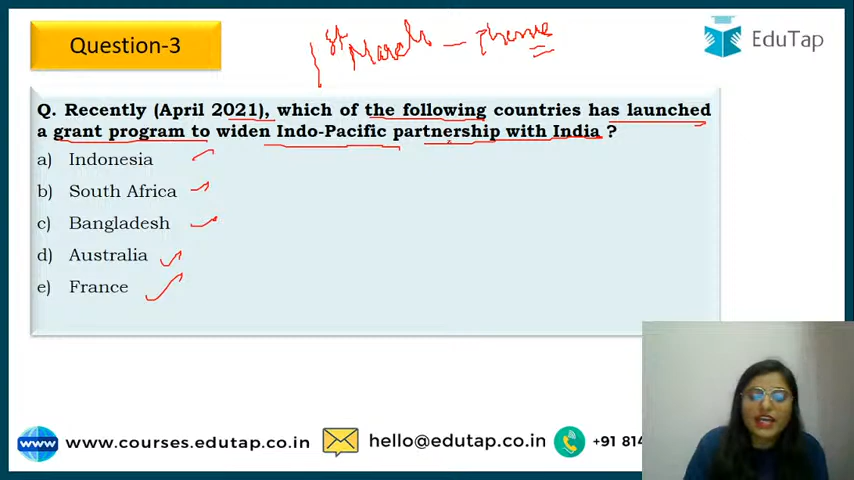 Question-3
1st March - Theme
EduTap
Q. Recently (April 2021), which of the following countries has launched
a grant program to widen Indo-Pacific partnership with India ?
a) Indonesia
b) South Africa
c) Bangladesh
d) Australia
e) France
www www.courses.edutap.co.in hello@edutap.co.in +91 814